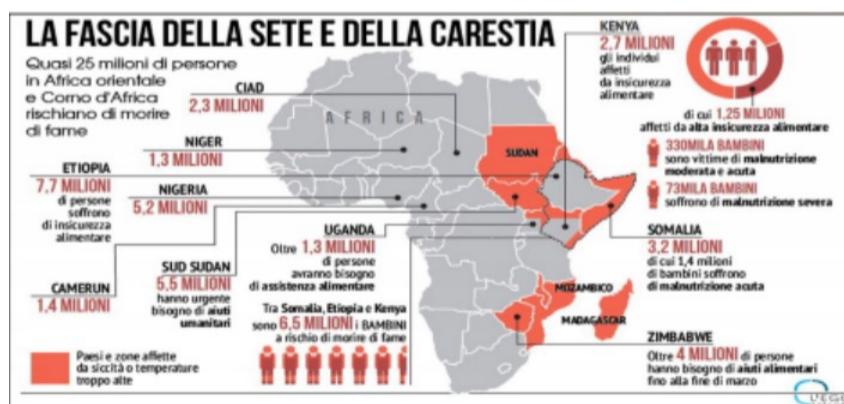 LA FASCIA DELLA SETE E DELLA CARESTIA
Quasi 25 milioni di persone
in Africa orientale
e Corno d'Africa
rischiano di morire
di fame
CIAD
2,3 MILIONI
AFRICA
NIGER
1,3 MILIONI
ETIOPIA
7,7 MILIONI
di persone
soffrono
di insicurezza
alimentare
NIGERIA
5,2 MILIONI
CAMERUN
1,4 MILIONI
SUD SUDAN
5,5 MILIONI
hanno urgente
bisogno di aiuti
umanitari
UGANDA
Oltre 1,3 MILIONI
di persone
avranno bisogno
di assistenza alimentare
Tra Somalia, Etiopia e Kenya
sono 6,5 MILIONI i BAMBINI
a rischio di morire di fame
SUDAN
KENYA
2,7 MILIONI
gli individui
affetti
da insicurezza
alimentare
di cui 1,25 MILIONI
affetti da alta insicurezza alimentare
330MILA BAMBINI
sono vittime di malnutrizione
moderata e acuta
73MILA BAMBINI
soffrono di malnutrizione severa
SOMALIA
3,2 MILIONI
di cui 1,4 milioni
di bambini soffrono
di malnutrizione acuta
MOZAMBICO
MADAGASCAR
ZIMBABWE
Oltre 4 MILIONI di persone
hanno bisogno di aiuti alimentari
fino alla fine di marzo
Paesi e zone affette
da siccità o temperature
troppo alte
L'EGO